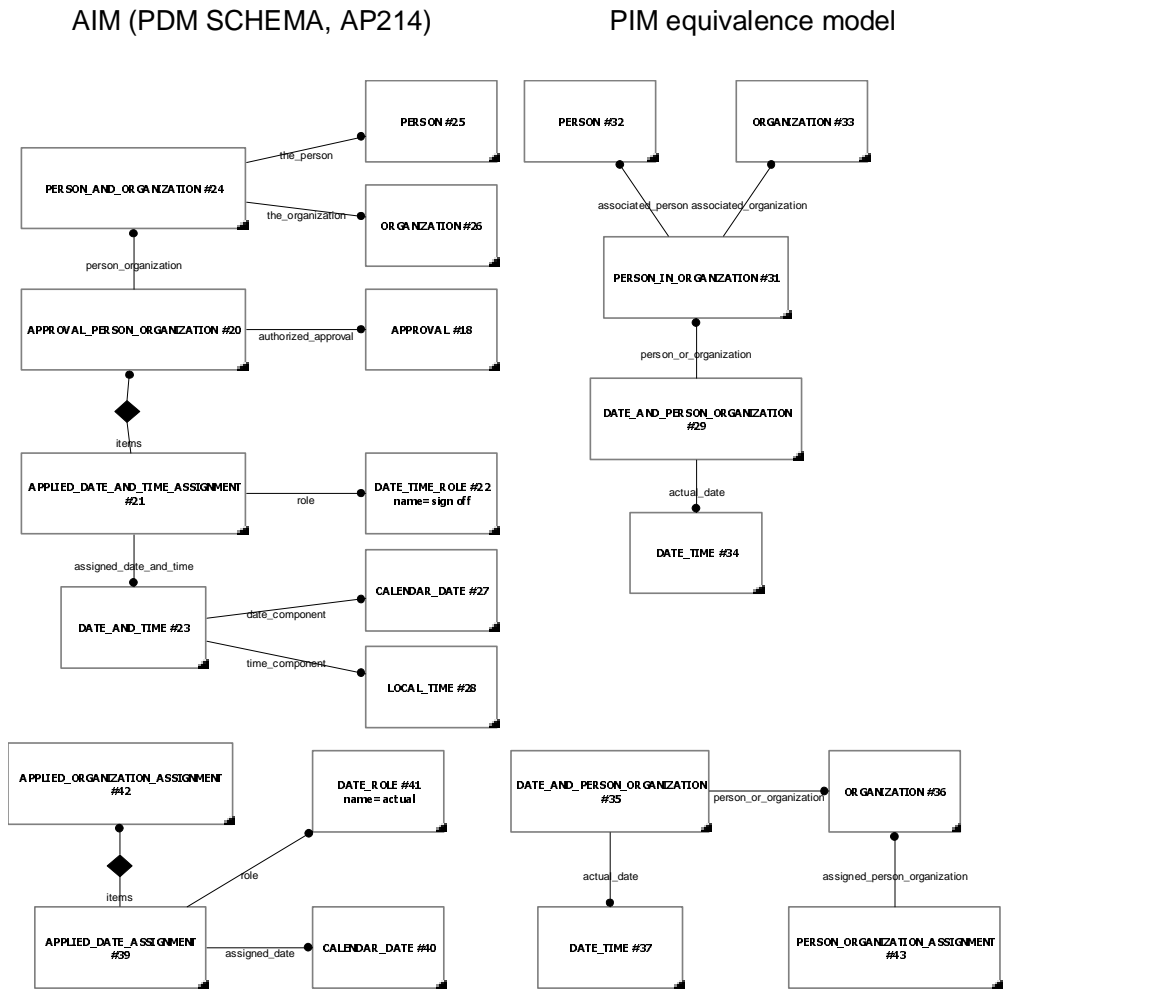 AIM (PDM SCHEMA, AP214)
PIM equivalence model
PERSON #25
PERSON #32
ORGANIZATION #33
the_person
PERSON_AND_ORGANIZATION #24
the_organization
ORGANIZATION #26
associated_person
associated_organization
person_organization
PERSON_IN_ORGANIZATION #31
APPROVAL_PERSON_ORGANIZATION #20
authorized_approval
APPROVAL #18
person_or_organization
items
DATE_AND_PERSON_ORGANIZATION
#29
APPLIED_DATE_AND_TIME_ASSIGNMENT
#21
role
DATE_TIME_ROLE #22
name=sign off
actual_date
assigned_date_and_time
DATE_TIME #34
DATE_AND_TIME #23
date_component
CALENDAR_DATE #27
time_component
LOCAL_TIME #28
APPLIED_ORGANIZATION_ASSIGNMENT
#42
DATE_ROLE #41
name=actual
DATE_AND_PERSON_ORGANIZATION
#35
person_or_organization
ORGANIZATION #36
role
items
actual_date
assigned_person_organization
APPLIED_DATE_ASSIGNMENT
#39
assigned_date
CALENDAR_DATE #40
DATE_TIME #37
PERSON_ORGANIZATION_ASSIGNMENT
#43